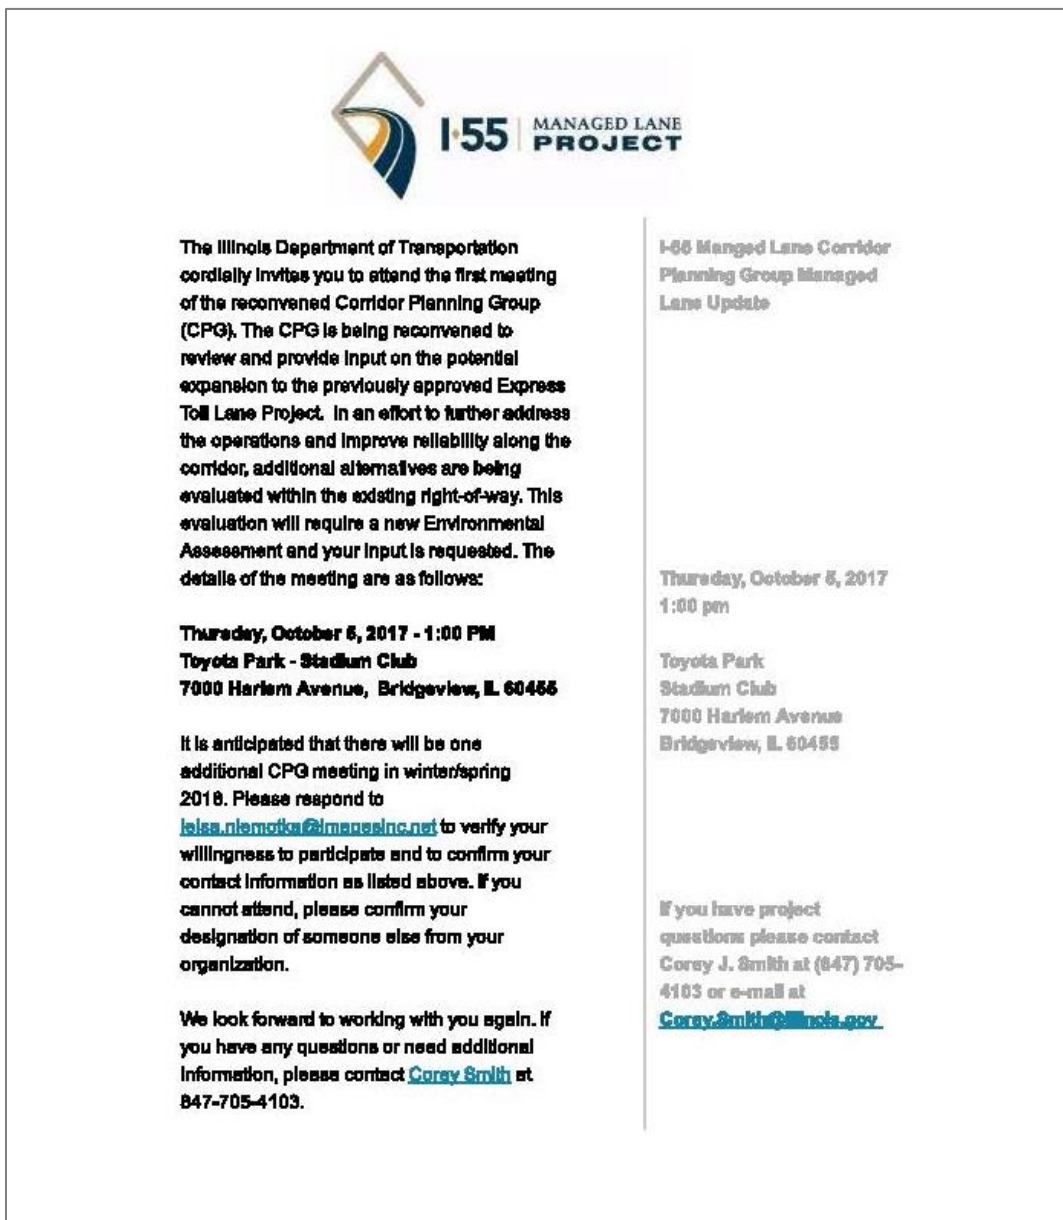 I-55 | MANAGED LANE
PROJECT
The Illinois Department of Transportation
cordially invites you to attend the first meeting
of the reconvened Corridor Planning Group
(CPG). The CPG is being reconvened to
review and provide input on the potential
expansion to the previously approved Express
Toll Lane Project. In an effort to further address
the operations and improve reliability along the
corridor, additional alternatives are being
evaluated within the existing right-of-way. This
evaluation will require a new Environmental
Assessment and your input is requested. The
details of the meeting are as follows:
Thursday, October 5, 2017 - 1:00 PM
Toyota Park - Stadium Club
7000 Harlem Avenue, Bridgeview, IL 60455
It is anticipated that there will be one
additional CPG meeting in winter/spring
2018. Please respond to
leisa.niemotka@imagesinc.net to verify your
willingness to participate and to confirm your
contact information as listed above. If you
cannot attend, please confirm your
designation of someone else from your
organization.
We look forward to working with you again. If
you have any questions or need additional
information, please contact Corey Smith at
847-705-4103.
I-55 Manged Lane Corridor
Planning Group Managed
Lane Update
Thursday, October 5, 2017
1:00 pm
Toyota Park
Stadium Club
7000 Harlem Avenue
Bridgeview, IL 60455
If you have project
questions please contact
Corey J. Smith at (847) 705-
4103 or e-mail at
Corey.Smith@Illinois.gov